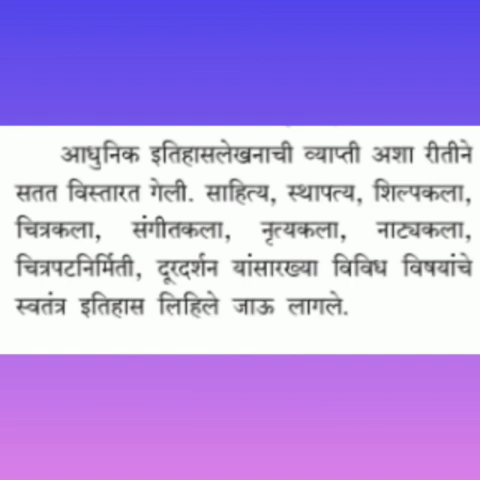 आधुनिक इतिहासलेखनाची व्याप्ती अशा रीतीने
सतत विस्तारत गेली. साहित्य, स्थापत्य, शिल्पकला,
चित्रकला, संगीतकला, नृत्यकला, नाट्यकला,
चित्रपटनिर्मिती, दूरदर्शन यांसारख्या विविध विषयांचे
स्वतंत्र इतिहास लिहिले जाऊ लागले.